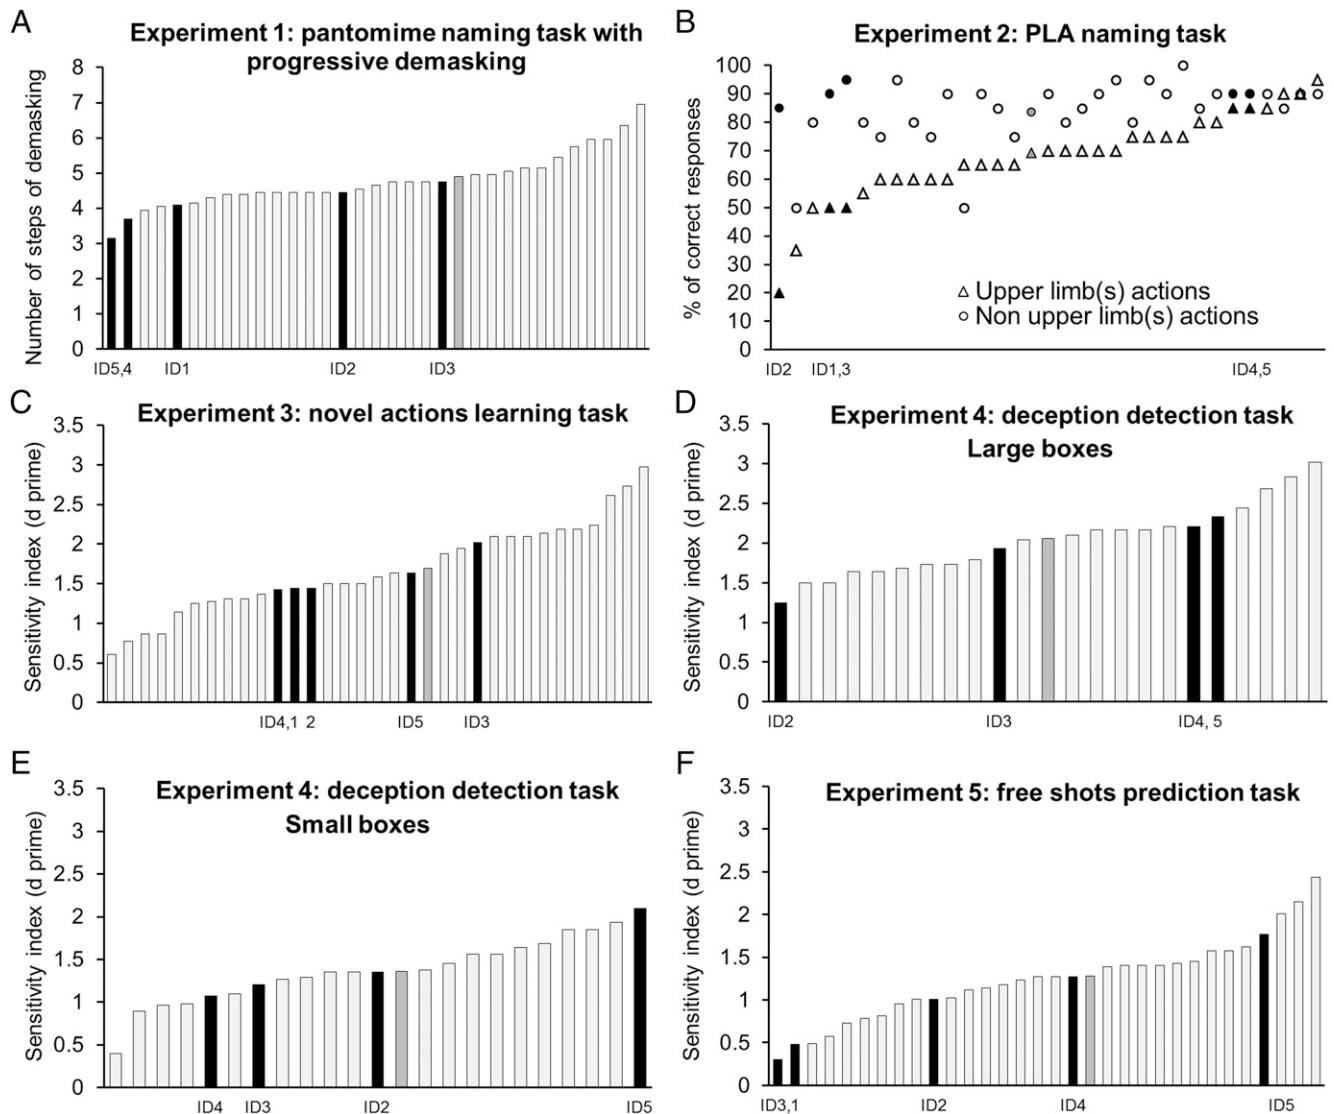 A
Experiment 1: pantomime naming task with
progressive demasking
Number of steps of demasking
8
7
6
5
4
3
2
1
0
ID5,4 ID1 ID2 ID3
B
Experiment 2: PLA naming task
% of correct responses
100
90
80
70
60
50
40
30
20
10
0
Upper limb(s) actions
Non upper limb(s) actions
ID2 ID1,3 ID4,5
C
Experiment 3: novel actions learning task
Sensitivity index (d prime)
3.5
3
2.5
2
1.5
1
0.5
0
ID4,1 2 ID5 ID3
D
Experiment 4: deception detection task
Large boxes
Sensitivity index (d prime)
3.5
3
2.5
2
1.5
1
0.5
0
ID2 ID3 ID4, 5
E
Experiment 4: deception detection task
Small boxes
Sensitivity index (d prime)
3.5
3
2.5
2
1.5
1
0.5
0
ID4 ID3 ID2 ID5
F
Experiment 5: free shots prediction task
Sensitivity index (d prime)
3.5
3
2.5
2
1.5
1
0.5
0
ID3,1 ID2 ID4 ID5